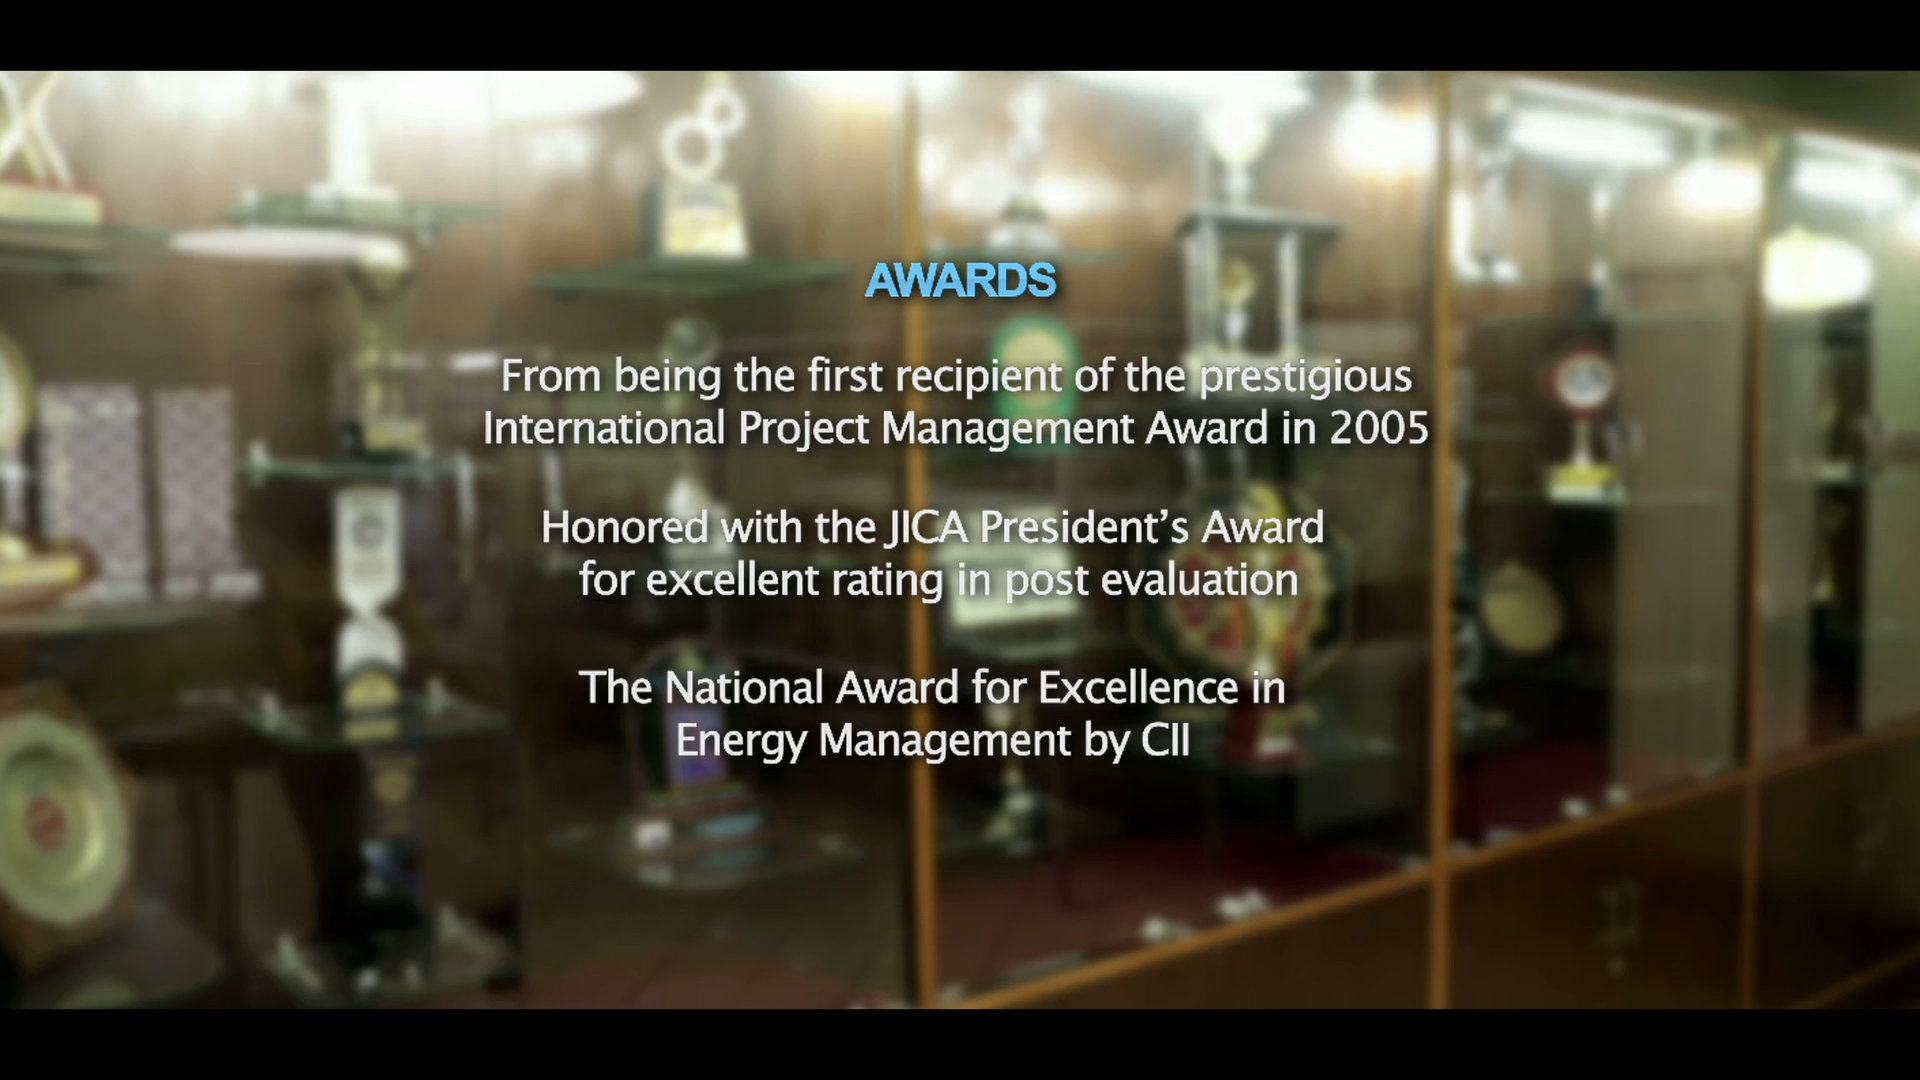 AWARDS
From being the first recipient of the prestigious
International Project Management Award in 2005
Honored with the JICA President’s Award
for excellent rating in post evaluation
The National Award for Excellence in
Energy Management by CII